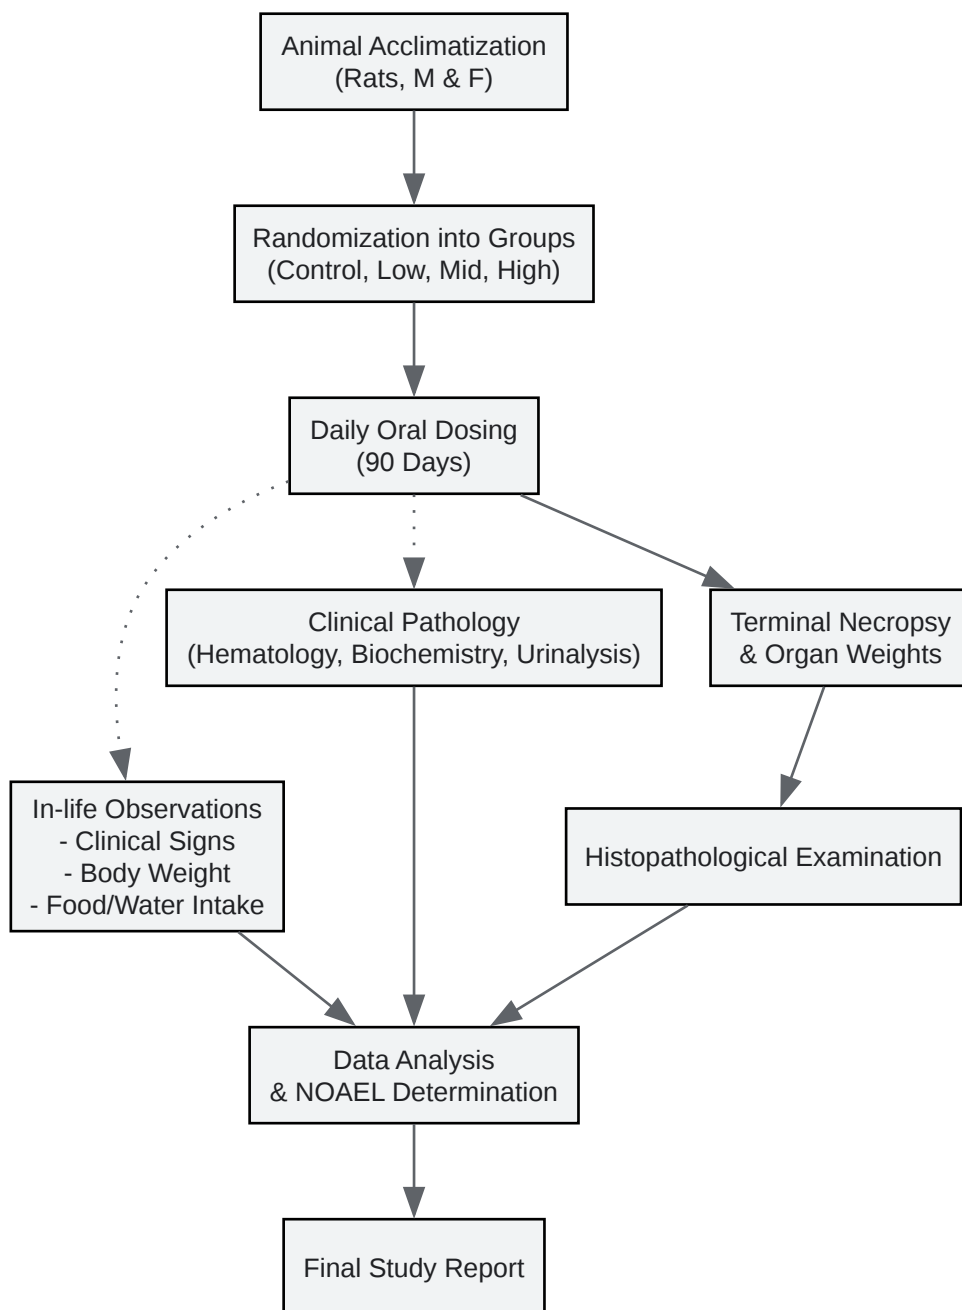 Animal Acclimatization
(Rats, M & F)
Randomization into Groups
(Control, Low, Mid, High)
Daily Oral Dosing
(90 Days)
Clinical Pathology
(Hematology, Biochemistry, Urinalysis)
Terminal Necropsy
& Organ Weights
In-life Observations
- Clinical Signs
- Body Weight
- Food/Water Intake
Histopathological Examination
Data Analysis
& NOAEL Determination
Final Study Report